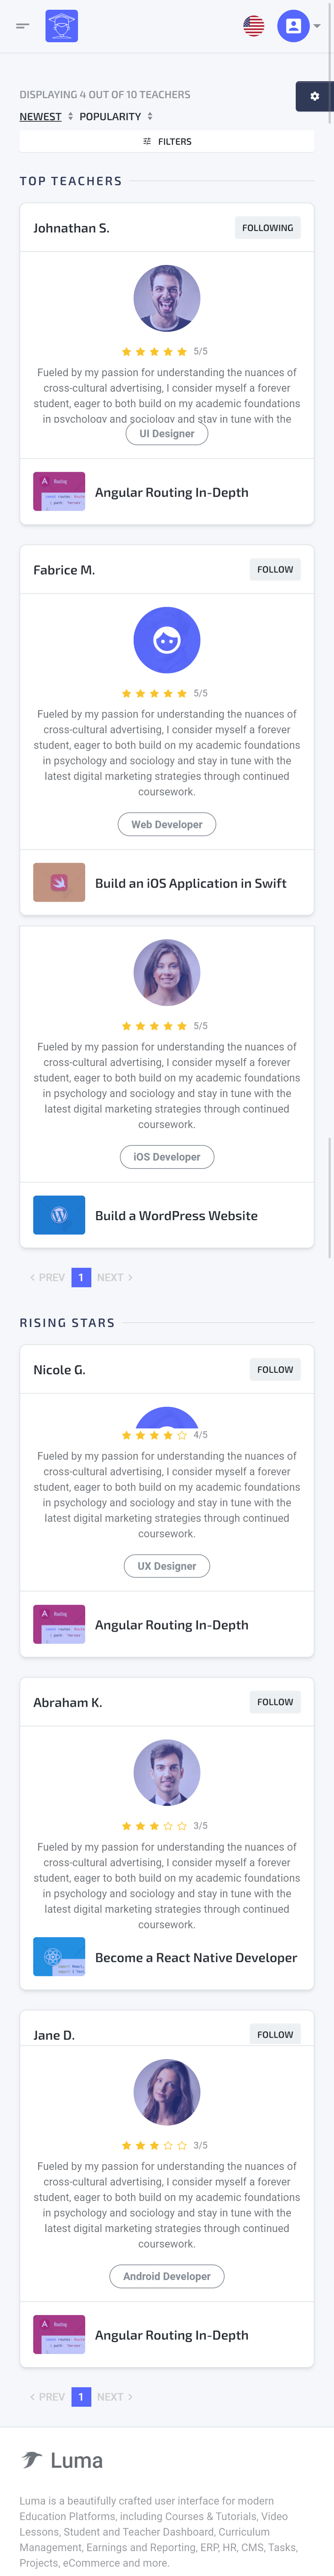 DISPLAYING 4 OUT OF 10 TEACHERS
NEWEST POPULARITY
FILTERS
TOP TEACHERS
Johnathan S. FOLLOWING
5/5
Fueled by my passion for understanding the nuances of
cross-cultural advertising, I consider myself a forever
student, eager to both build on my academic foundations
in psychology and sociology and stay in tune with the
UI Designer
Angular Routing In-Depth
Fabrice M. FOLLOW
5/5
Fueled by my passion for understanding the nuances of
cross-cultural advertising, I consider myself a forever
student, eager to both build on my academic foundations
in psychology and sociology and stay in tune with the
latest digital marketing strategies through continued
coursework.
Web Developer
Build an iOS Application in Swift
5/5
Fueled by my passion for understanding the nuances of
cross-cultural advertising, I consider myself a forever
student, eager to both build on my academic foundations
in psychology and sociology and stay in tune with the
latest digital marketing strategies through continued
coursework.
iOS Developer
Build a WordPress Website
PREV 1 NEXT
RISING STARS
Nicole G. FOLLOW
4/5
Fueled by my passion for understanding the nuances of
cross-cultural advertising, I consider myself a forever
student, eager to both build on my academic foundations
in psychology and sociology and stay in tune with the
latest digital marketing strategies through continued
coursework.
UX Designer
Angular Routing In-Depth
Abraham K. FOLLOW
3/5
Fueled by my passion for understanding the nuances of
cross-cultural advertising, I consider myself a forever
student, eager to both build on my academic foundations
in psychology and sociology and stay in tune with the
latest digital marketing strategies through continued
coursework.
Become a React Native Developer
Jane D. FOLLOW
3/5
Fueled by my passion for understanding the nuances of
cross-cultural advertising, I consider myself a forever
student, eager to both build on my academic foundations
in psychology and sociology and stay in tune with the
latest digital marketing strategies through continued
coursework.
Android Developer
Angular Routing In-Depth
PREV 1 NEXT
Luma
Luma is a beautifully crafted user interface for modern
Education Platforms, including Courses & Tutorials, Video
Lessons, Student and Teacher Dashboard, Curriculum
Management, Earnings and Reporting, ERP, HR, CMS, Tasks,
Projects, eCommerce and more.